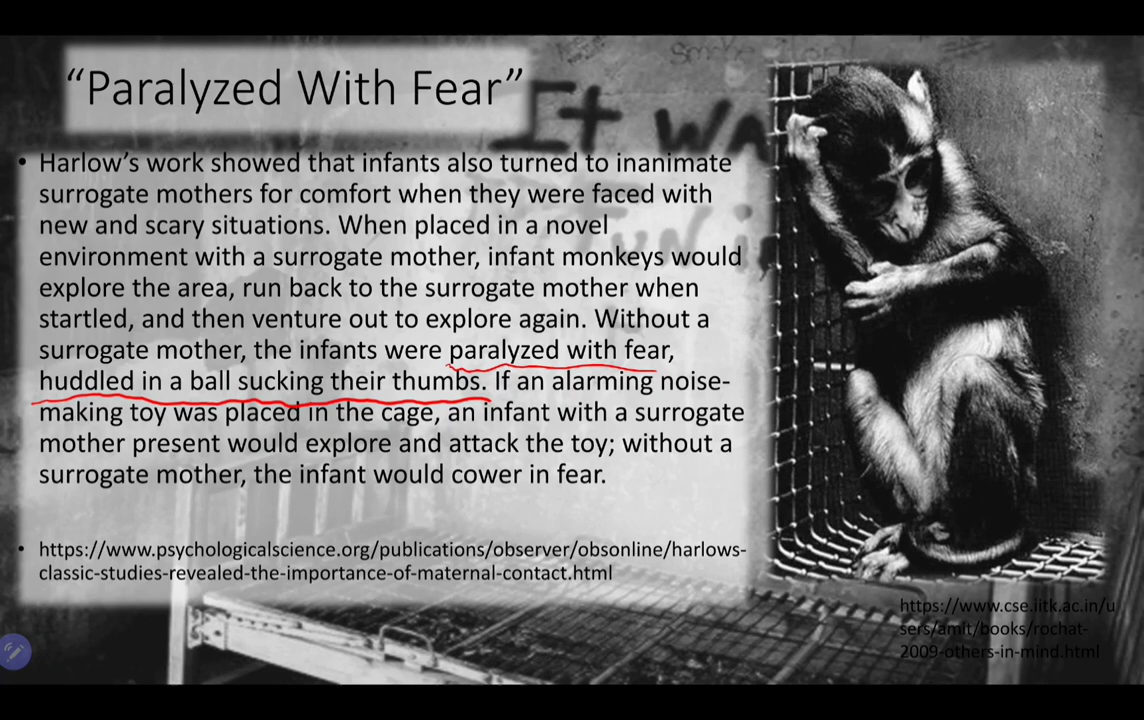 “Paralyzed With Fear”
It WA
• Harlow’s work showed that infants also turned to inanimate
surrogate mothers for comfort when they were faced with
new and scary situations. When placed in a novel
environment with a surrogate mother, infant monkeys would
explore the area, run back to the surrogate mother when
startled, and then venture out to explore again. Without a
surrogate mother, the infants were paralyzed with fear,
huddled in a ball sucking their thumbs. If an alarming noise-
making toy was placed in the cage, an infant with a surrogate
mother present would explore and attack the toy; without a
surrogate mother, the infant would cower in fear.
• https://www.psychologicalscience.org/publications/observer/obsonline/harlows-
classic-studies-revealed-the-importance-of-maternal-contact.html
https://www.cse.iitk.ac.in/u
sers/amit/books/rochat-
2009-others-in-mind.html